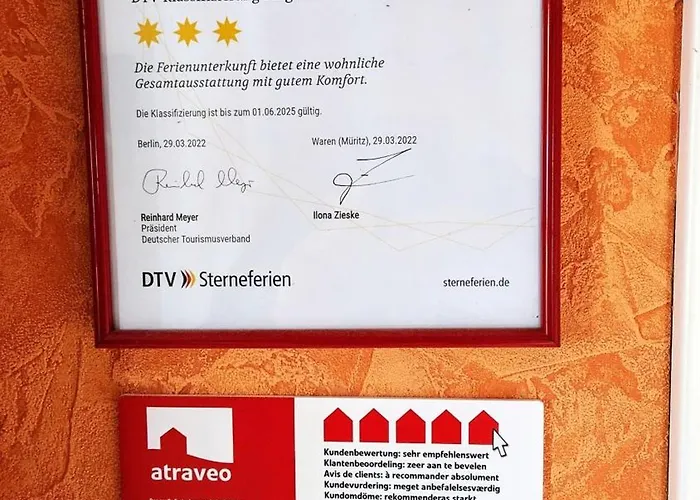 Die Ferienunterkunft bietet eine wohnliche
Gesamtausstattung mit gutem Komfort.
Die Klassifizierung ist bis zum 01.06.2025 gültig.
Berlin, 29.03.2022
Waren (Müritz), 29.03.2022
Reinhard Meyer
Präsident
Deutscher Tourismusverband
Ilona Zieske
DTV Sterneferien
sterneferien.de
atraveo
Kundenbewertung: sehr empfehlenswert
Klantenbeoordeling: zeer aan te bevelen
Avis de clients: à recommander absolument
Kundevurdering: meget anbefalelsesværdig
Kundomdöme: rekommenderas starkt